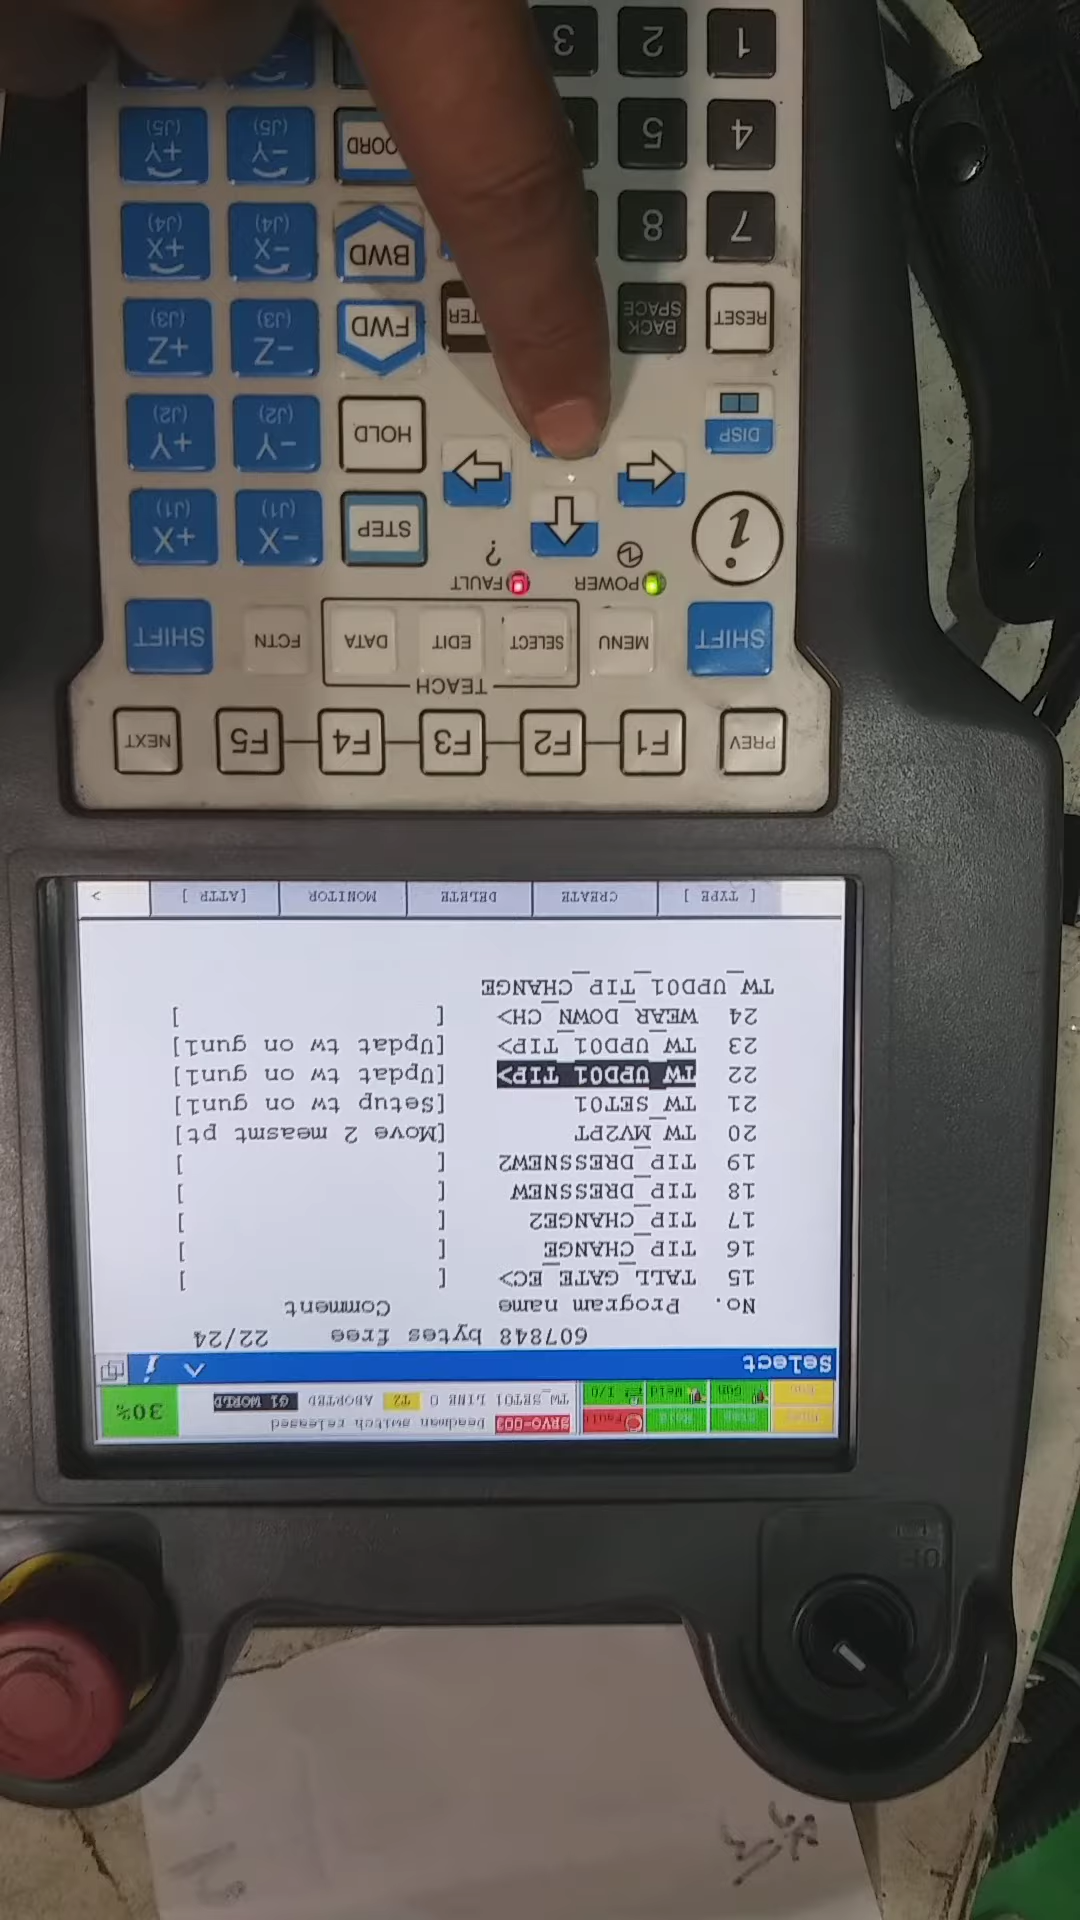 SRVO-003 Deadman switch released
TW_SET01 LINE 0 T2 ABORTED G1 WORLD
30%
Fault
Gun Weld I/O
Select
607848 bytes free 22/24
No. Program name Comment
15 TALL_GATE_EC> [ ]
16 TIP_CHANGE [ ]
17 TIP_CHANGE2 [ ]
18 TIP_DRESSNEW [ ]
19 TIP_DRESSNEW2 [ ]
20 TW_MV2PT [Move 2 measmt pt]
21 TW_SET01 [Setup tw on gun1]
22 TW_UPD01_TIP> [Updat tw on gun1]
23 TW_UPD01_TIP> [Updat tw on gun1]
24 WEAR_DOWN_CH> [ ]
TW_UPD01_TIP_CHANGE
[ TYPE ] CREATE DELETE MONITOR [ATTR ] >
PREV F1 F2 F3 F4 F5 NEXT
TEACH
SHIFT MENU SELECT EDIT DATA FCTN SHIFT
POWER FAULT
i ? STEP -X (J1) +X (J1)
DISP HOLD -Y (J2) +Y (J2)
RESET BACK SPACE FWD -Z (J3) +Z (J3)
7 8 BWD -X (J4) +X (J4)
4 5 -Y (J5) +Y (J5)
1 2 3